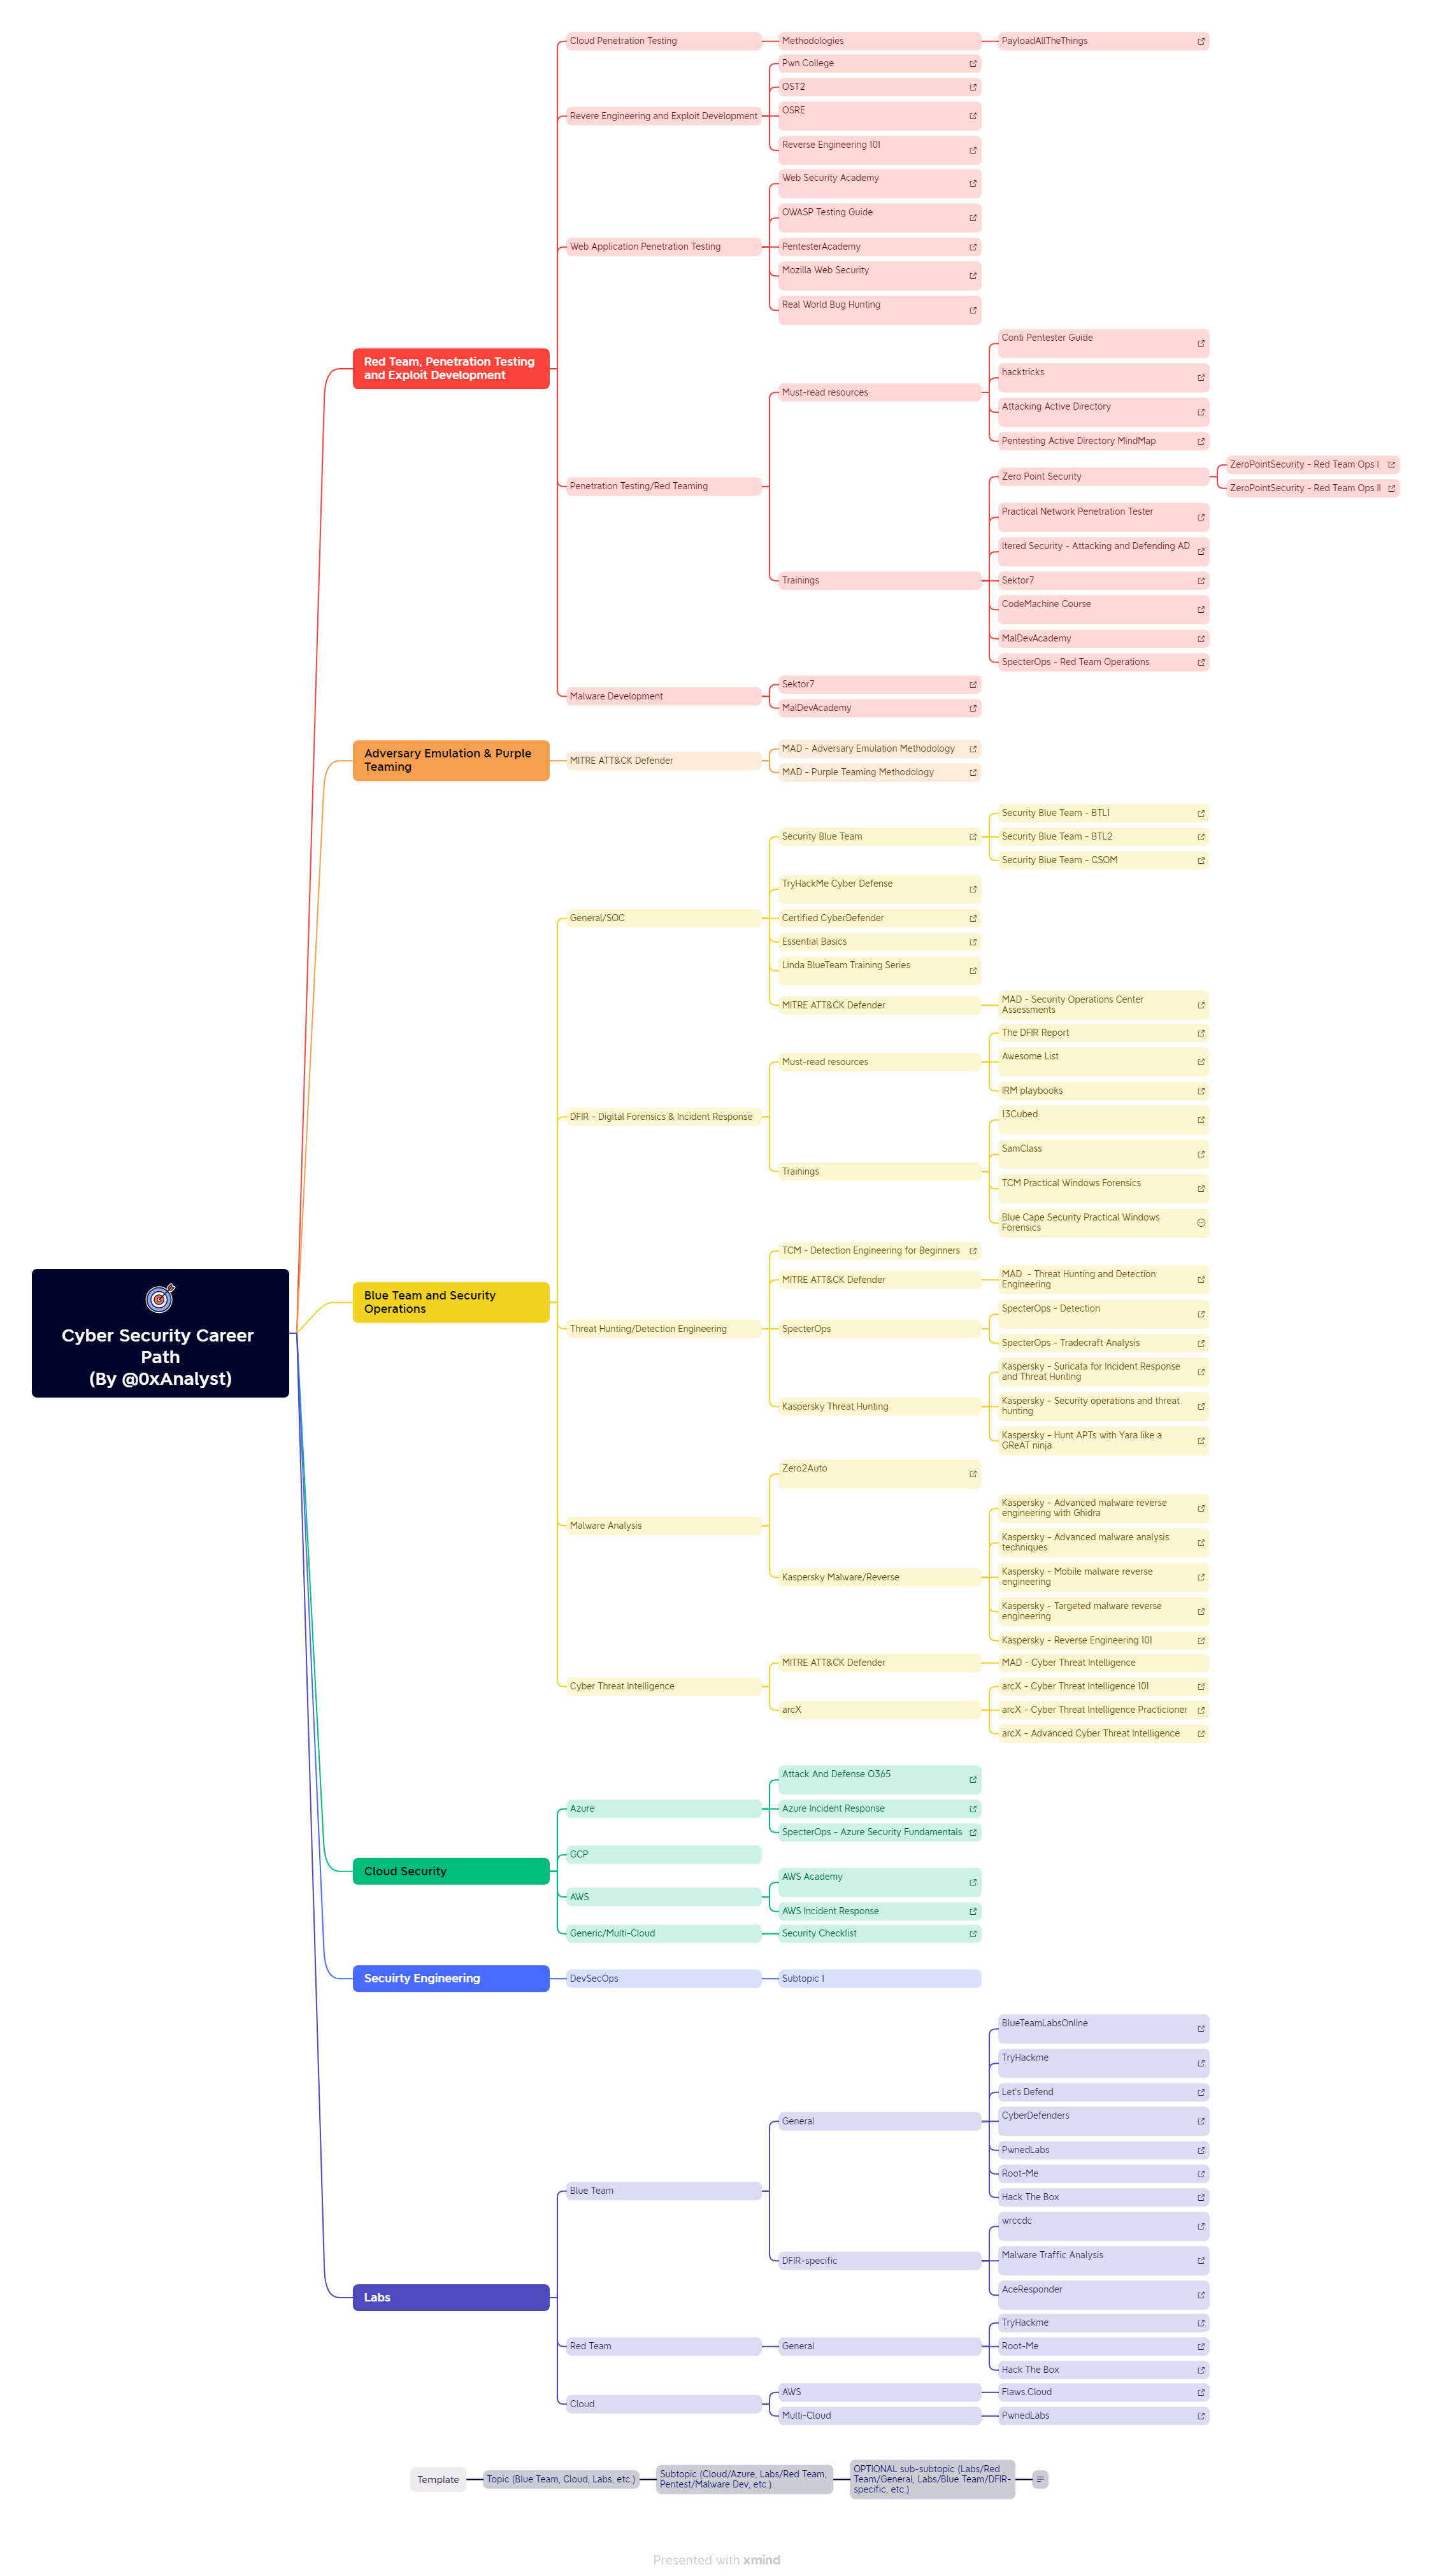 Cloud Penetration Testing
Methodologies
PayloadAllTheThings
Revere Engineering and Exploit Development
Pwn.College
OST2
OSRE
Reverse Engineering 101
Web Application Penetration Testing
Web Security Academy
OWASP Testing Guide
PentesterAcademy
Mozilla Web Security
Real World Bug Hunting
Red Team, Penetration Testing
and Exploit Development
Penetration Testing/Red Teaming
Must-read resources
Conti Pentester Guide
hacktricks
Attacking Active Directory
Pentesting Active Directory MindMap
Trainings
Zero Point Security
ZeroPointSecurity - Red Team Ops I
ZeroPointSecurity - Red Team Ops II
Practical Network Penetration Tester
ltered Security - Attacking and Defending AD
Sektor7
CodeMachine Course
MalDevAcademy
SpecterOps - Red Team Operations
Malware Development
Sektor7
MalDevAcademy
Adversary Emulation & Purple
Teaming
MITRE ATT&CK Defender
MAD - Adversary Emulation Methodology
MAD - Purple Teaming Methodology
Cyber Security Career
Path
(By @0xAnalyst)
Blue Team and Security
Operations
General/SOC
Security Blue Team
Security Blue Team - BTL1
Security Blue Team - BTL2
Security Blue Team - CSOM
TryHackMe Cyber Defense
Certified CyberDefender
Essential Basics
Linda BlueTeam Training Series
MITRE ATT&CK Defender
MAD - Security Operations Center
Assessments
DFIR - Digital Forensics & Incident Response
Must-read resources
The DFIR Report
Awesome List
IRM playbooks
Trainings
13Cubed
SamClass
TCM Practical Windows Forensics
Blue Cape Security Practical Windows
Forensics
Threat Hunting/Detection Engineering
TCM - Detection Engineering for Beginners
MITRE ATT&CK Defender
MAD - Threat Hunting and Detection
Engineering
SpecterOps
SpecterOps - Detection
SpecterOps - Tradecraft Analysis
Kaspersky Threat Hunting
Kaspersky - Suricata for Incident Response
and Threat Hunting
Kaspersky - Security operations and threat
hunting
Kaspersky - Hunt APTs with Yara like a
GReAT ninja
Malware Analysis
Zero2Auto
Kaspersky Malware/Reverse
Kaspersky - Advanced malware reverse
engineering with Ghidra
Kaspersky - Advanced malware analysis
techniques
Kaspersky - Mobile malware reverse
engineering
Kaspersky - Targeted malware reverse
engineering
Kaspersky - Reverse Engineering 101
Cyber Threat Intelligence
MITRE ATT&CK Defender
MAD - Cyber Threat Intelligence
arcX
arcX - Cyber Threat Intelligence 101
arcX - Cyber Threat Intelligence Practicioner
arcX - Advanced Cyber Threat Intelligence
Cloud Security
Azure
Attack And Defense O365
Azure Incident Response
SpecterOps - Azure Security Fundamentals
GCP
AWS
AWS Academy
AWS Incident Response
Generic/Multi-Cloud
Security Checklist
Secuirty Engineering
DevSecOps
Subtopic 1
Labs
Blue Team
General
BlueTeamLabsOnline
TryHackme
Let's Defend
CyberDefenders
PwnedLabs
Root-Me
Hack The Box
DFIR-specific
wrccdc
Malware Traffic Analysis
AceResponder
Red Team
General
TryHackme
Root-Me
Hack The Box
Cloud
AWS
Flaws.Cloud
Multi-Cloud
PwnedLabs
Template
Topic (Blue Team, Cloud, Labs, etc.)
Subtopic (Cloud/Azure, Labs/Red Team,
Pentest/Malware Dev, etc.)
OPTIONAL sub-subtopic (Labs/Red
Team/General, Labs/Blue Team/DFIR-
specific, etc.)
Presented with xmind